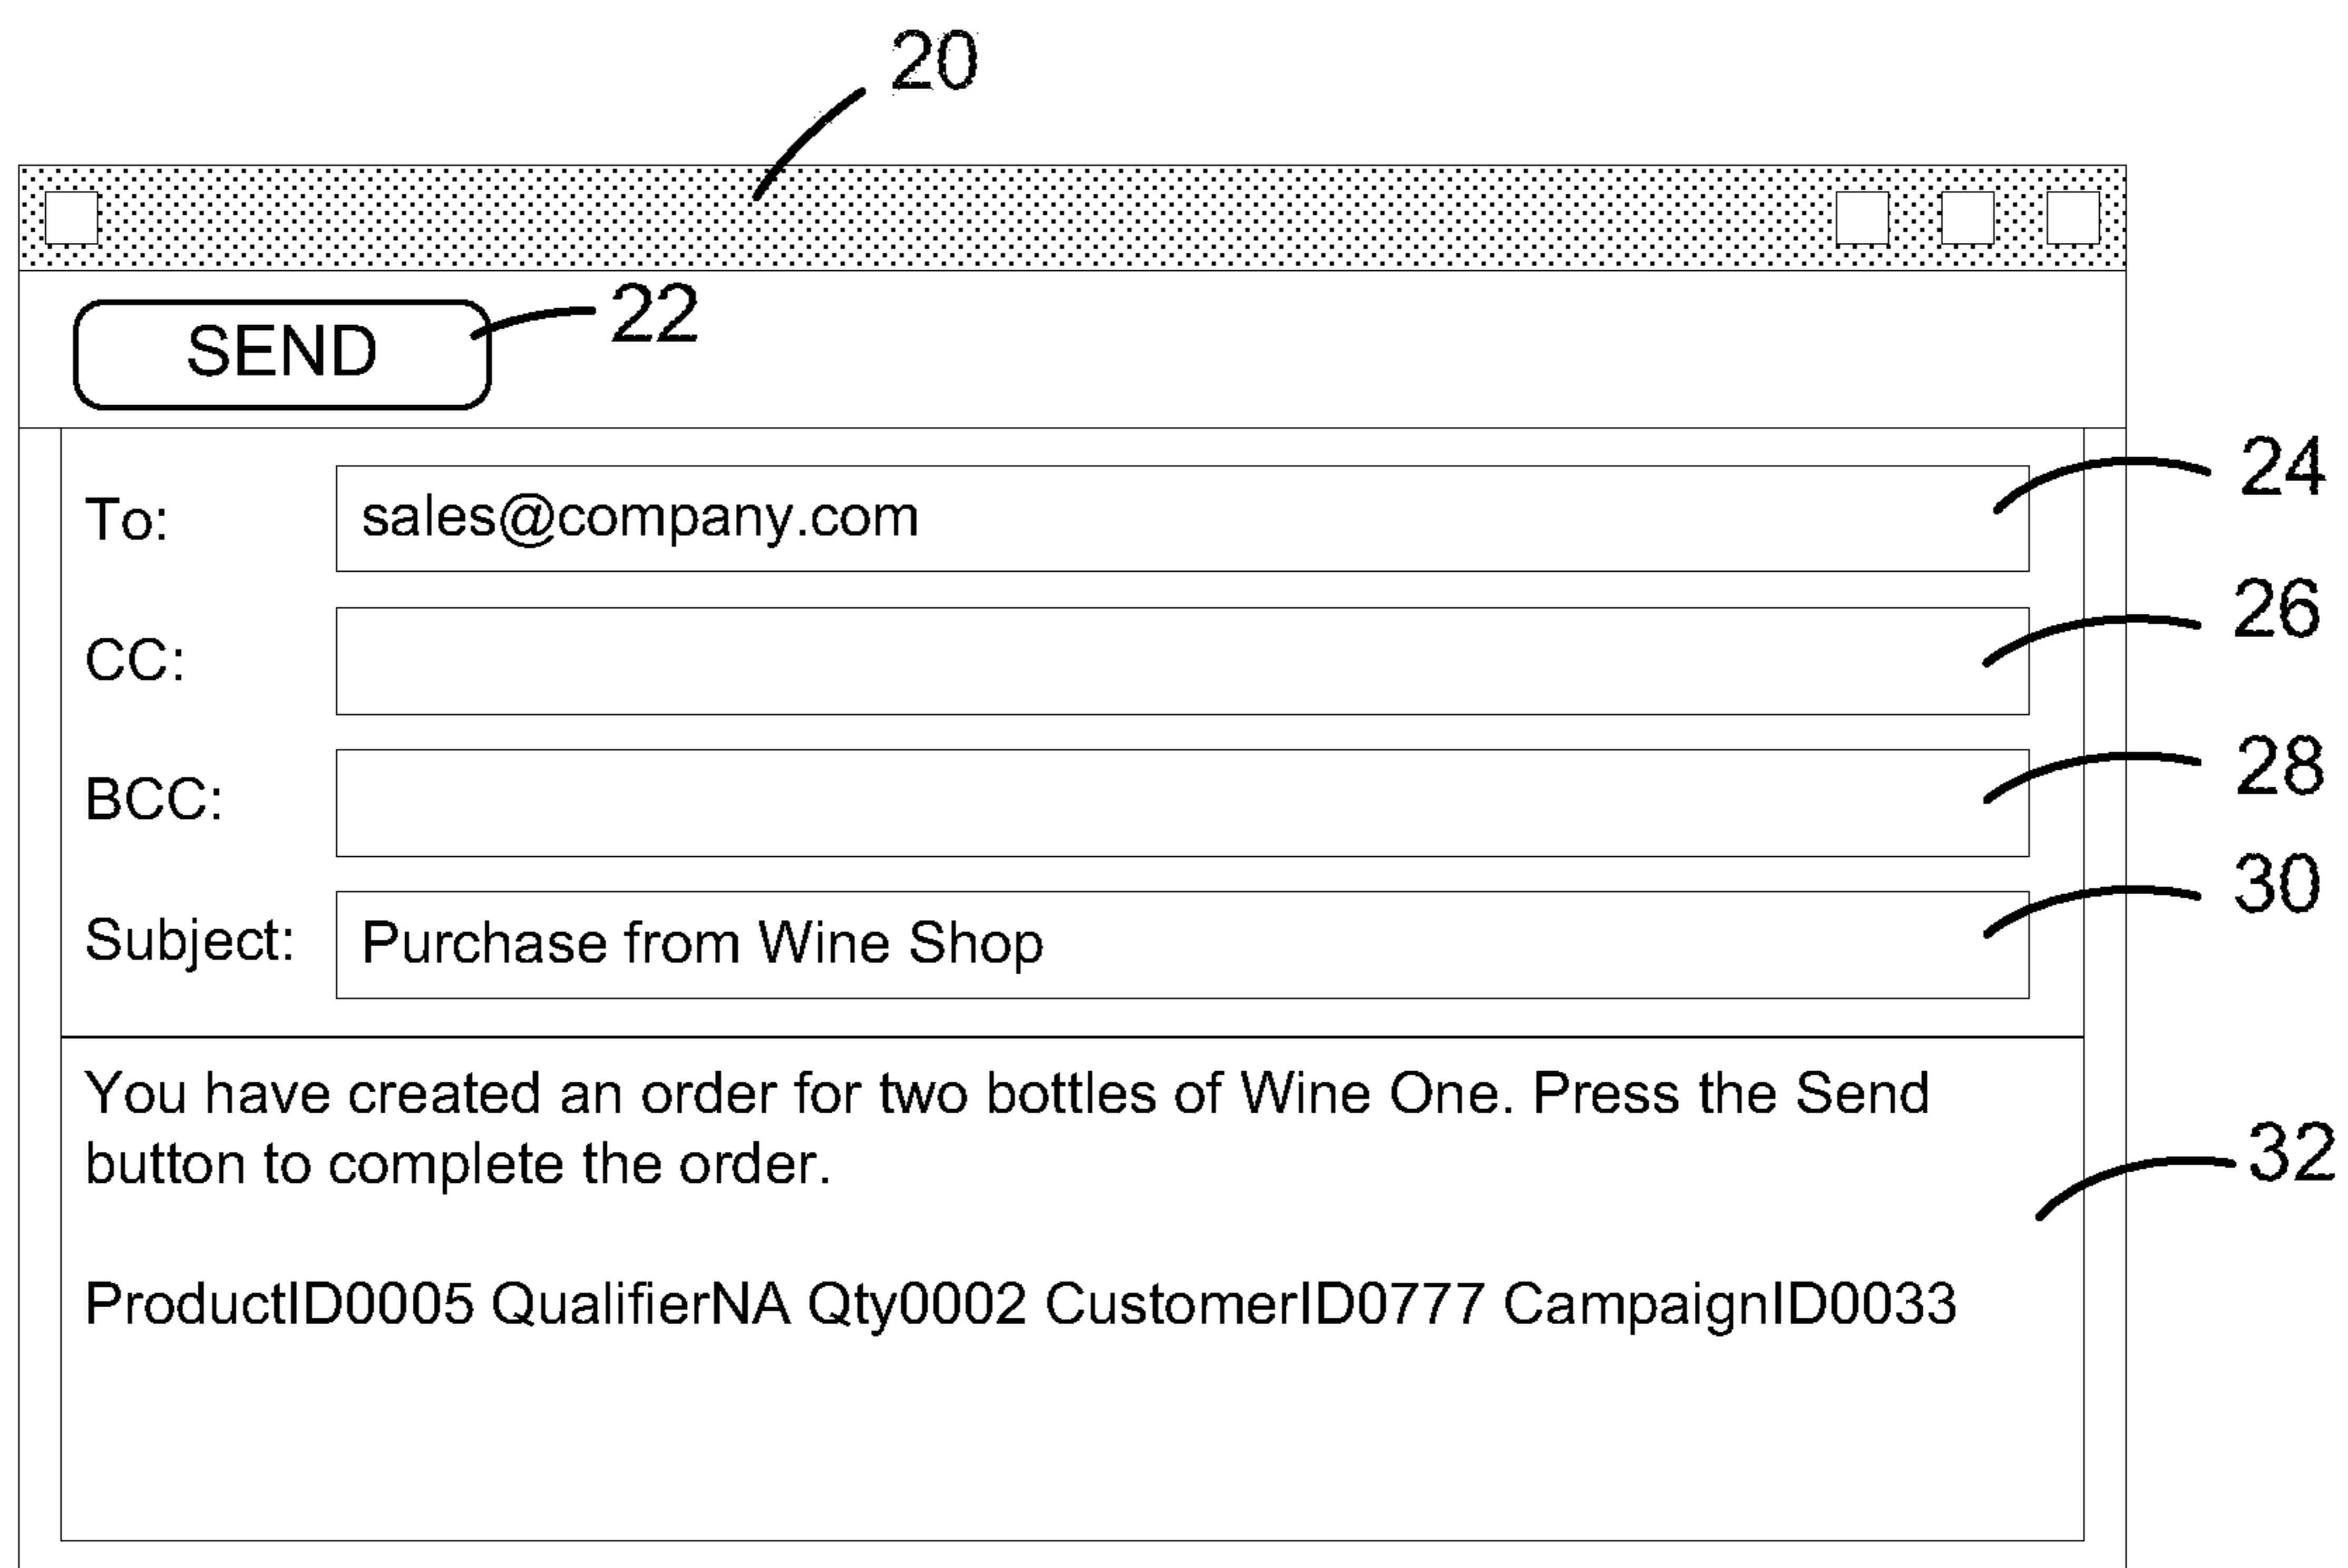 20
SEND 22
To: sales@company.com 24
CC: 26
BCC: 28
Subject: Purchase from Wine Shop 30
You have created an order for two bottles of Wine One. Press the Send
button to complete the order.
32
ProductID0005 QualifierNA Qty0002 CustomerID0777 CampaignID0033